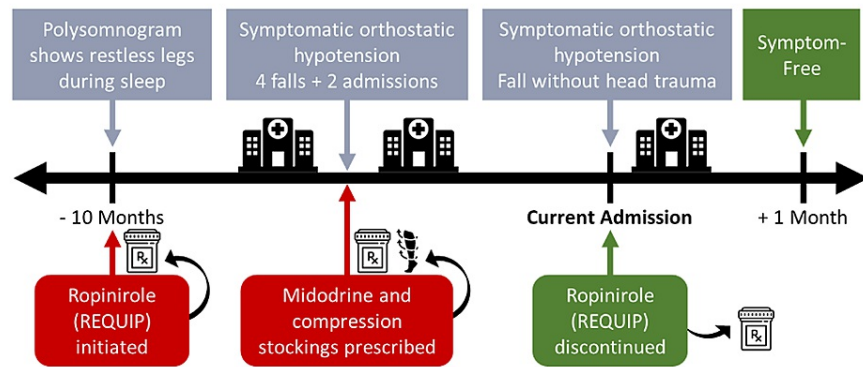 Polysomnogram
shows restless legs
during sleep
Symptomatic orthostatic
hypotension
4 falls + 2 admissions
Symptomatic orthostatic
hypotension
Fall without head trauma
Symptom-
Free
- 10 Months
Current Admission
+ 1 Month
Rx
Rx
Ropinirole
(REQUIP)
initiated
Midodrine and
compression
stockings prescribed
Ropinirole
(REQUIP)
discontinued
Rx